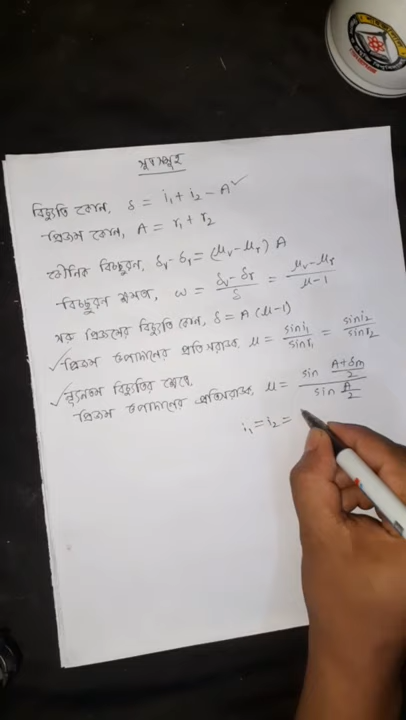 সূত্রসমূহ
বিচ্যুতি কোণ, δ = i₁ + i₂ − A ✓
প্রিজম কোণ, A = r₁ + r₂
কৌণিক বিচ্ছুরণ, δᵥ − δᵣ = (μᵥ − μᵣ) A
বিচ্ছুরণ ক্ষমতা, ω = (δᵥ − δᵣ)/δ = (μᵥ − μᵣ)/(μ − 1)
সরু প্রিজমের বিচ্যুতি কোণ, δ = A (μ−1)
✓ প্রিজম উপাদানের প্রতিসরাঙ্ক, μ = sin i₁/sin r₁ = sin i₂/sin r₂
✓ ন্যূনতম বিচ্যুতির ক্ষেত্রে,
প্রিজম উপাদানের প্রতিসরাঙ্ক, μ = sin (A+δm)/2 / sin A/2
i₁ = i₂ =